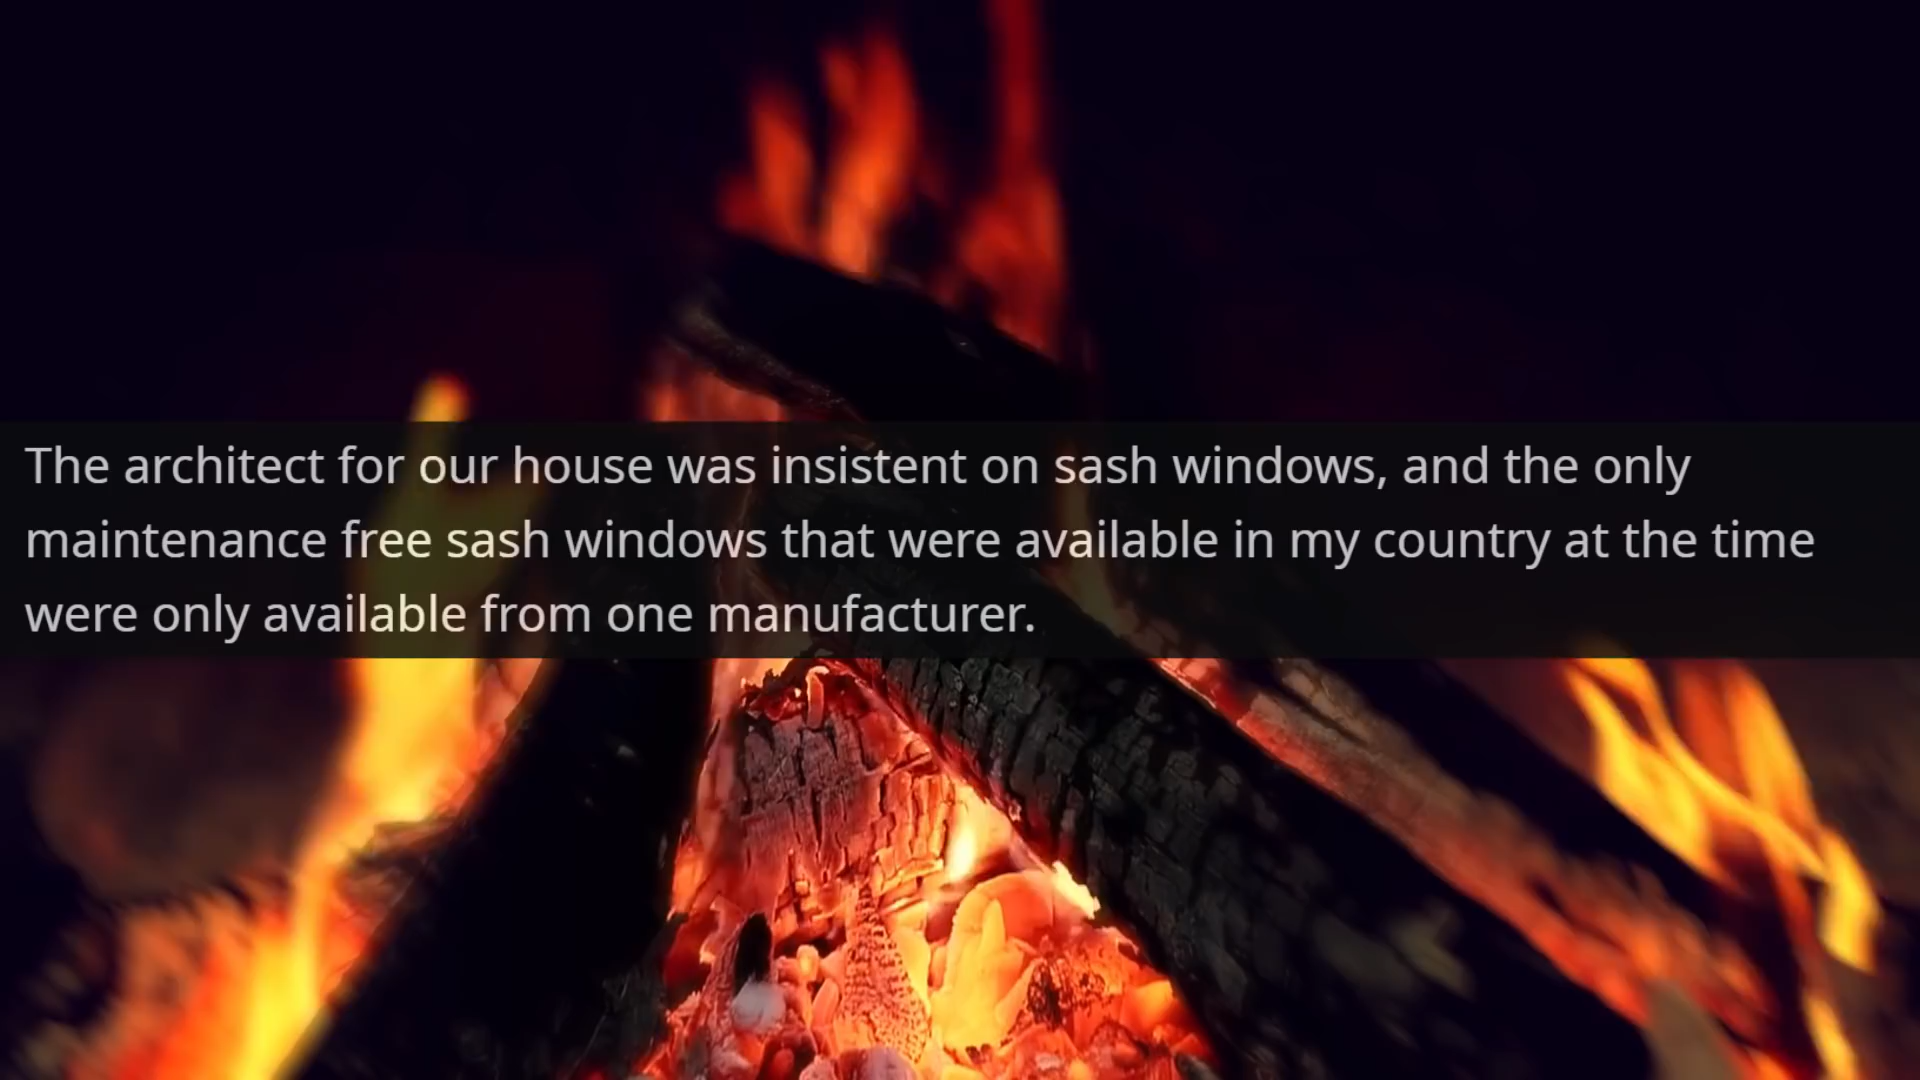 The architect for our house was insistent on sash windows, and the only
maintenance free sash windows that were available in my country at the time
were only available from one manufacturer.